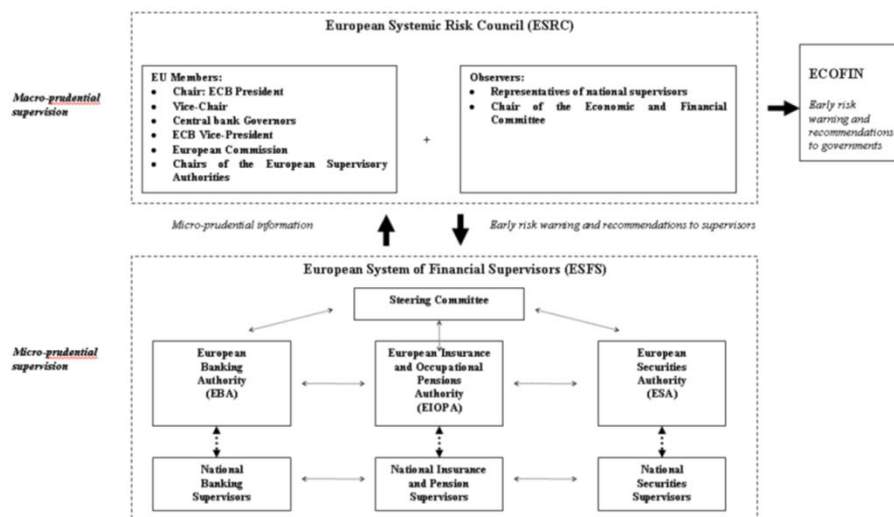 European Systemic Risk Council (ESRC)
Macro-prudential
supervision
EU Members:
• Chair: ECB President
• Vice-Chair
• Central bank Governors
• ECB Vice-President
• European Commission
• Chairs of the European Supervisory
Authorities
+
Observers:
• Representatives of national supervisors
• Chair of the Economic and Financial
Committee
ECOFIN
Early risk
warning and
recommendations
to governments
Micro-prudential information
Early risk warning and recommendations to supervisors
European System of Financial Supervisors (ESFS)
Micro-prudential
supervision
Steering Committee
European
Banking
Authority
(EBA)
European Insurance
and Occupational
Pensions
Authority
(EIOPA)
European
Securities
Authority
(ESA)
National
Banking
Supervisors
National Insurance
and Pension
Supervisors
National
Securities
Supervisors